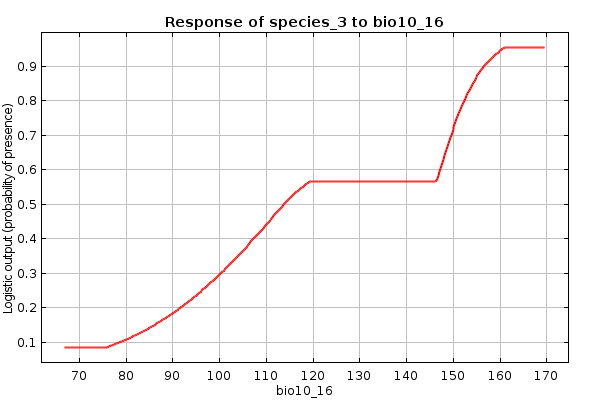 Response of species_3 to bio10_16
Logistic output (probability of presence)
0.9
0.8
0.7
0.6
0.5
0.4
0.3
0.2
0.1
70 80 90 100 110 120 130 140 150 160 170
bio10_16